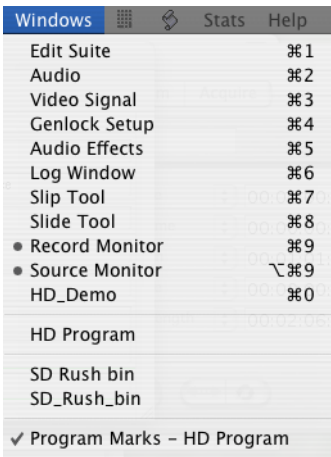 Windows Stats Help
Edit Suite ⌘1
Audio ⌘2
Video Signal ⌘3
Genlock Setup ⌘4
Audio Effects ⌘5
Log Window ⌘6
Slip Tool ⌘7
Slide Tool ⌘8
• Record Monitor ⌘9
• Source Monitor ⌥⌘9
HD_Demo ⌘0
HD Program
SD Rush bin
SD_Rush_bin
✓ Program Marks – HD Program